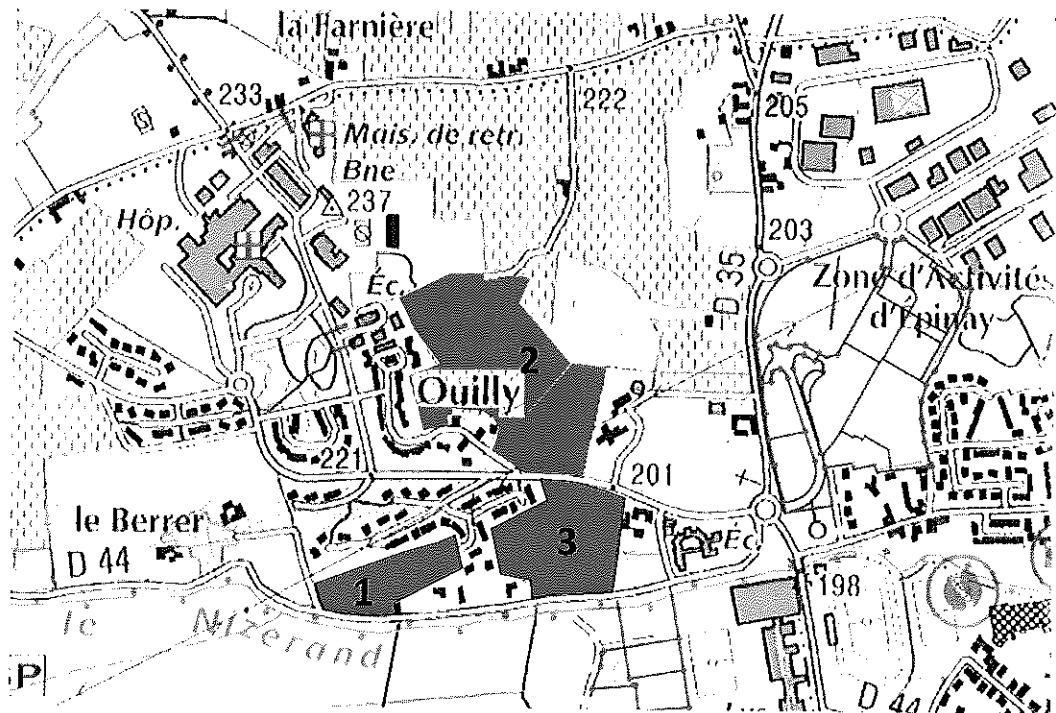 la Farnière
233
222
205
Mais. de retr.
Bne
237
Hôp.
203
D 35
Éc.
Zone d'Activités
d'Epinay
2
Ouilly
9
221
201
le Berrer
D 44
3
Éc
1
198
le Nizerand
P
D 44